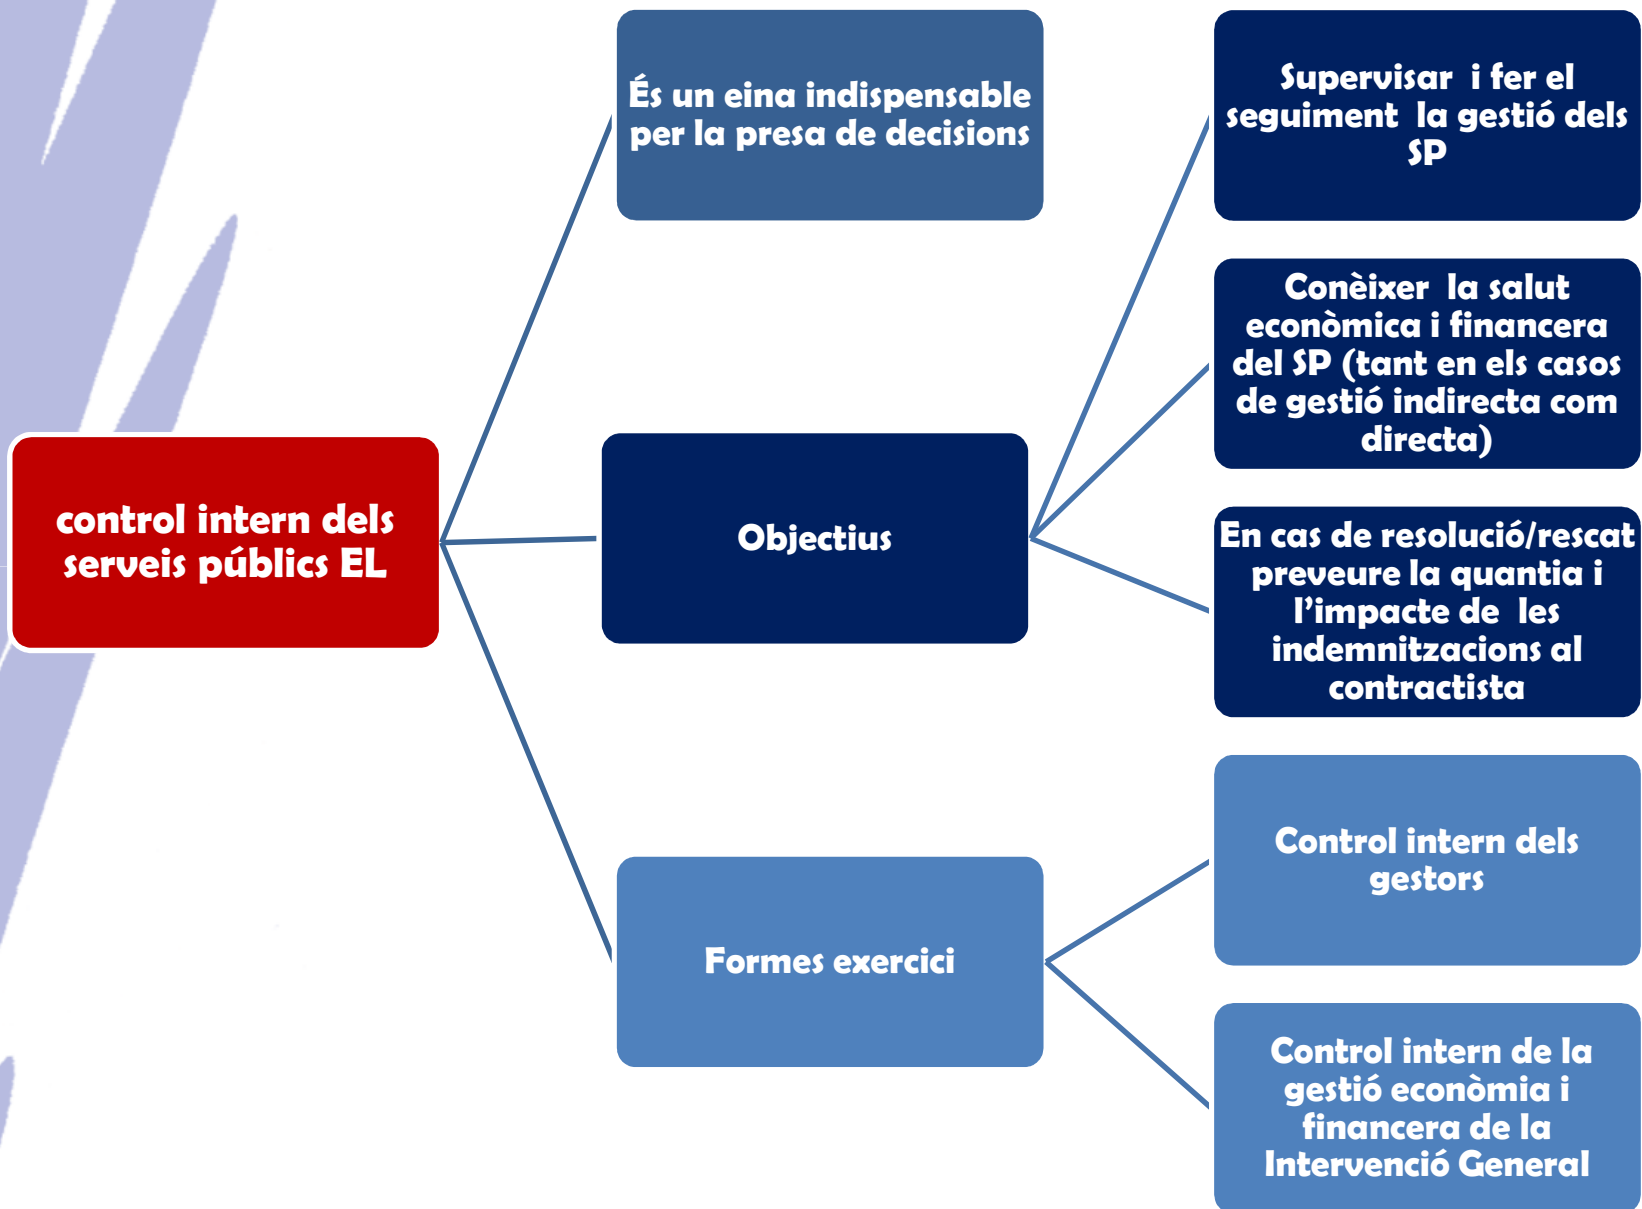 És un eina indispensable
per la presa de decisions
Supervisar i fer el
seguiment la gestió dels
SP
Conèixer la salut
econòmica i financera
del SP (tant en els casos
de gestió indirecta com
directa)
control intern dels
serveis públics EL
Objectius
En cas de resolució/rescat
preveure la quantia i
l’impacte de les
indemnitzacions al
contractista
Formes exercici
Control intern dels
gestors
Control intern de la
gestió econòmia i
financera de la
Intervenció General